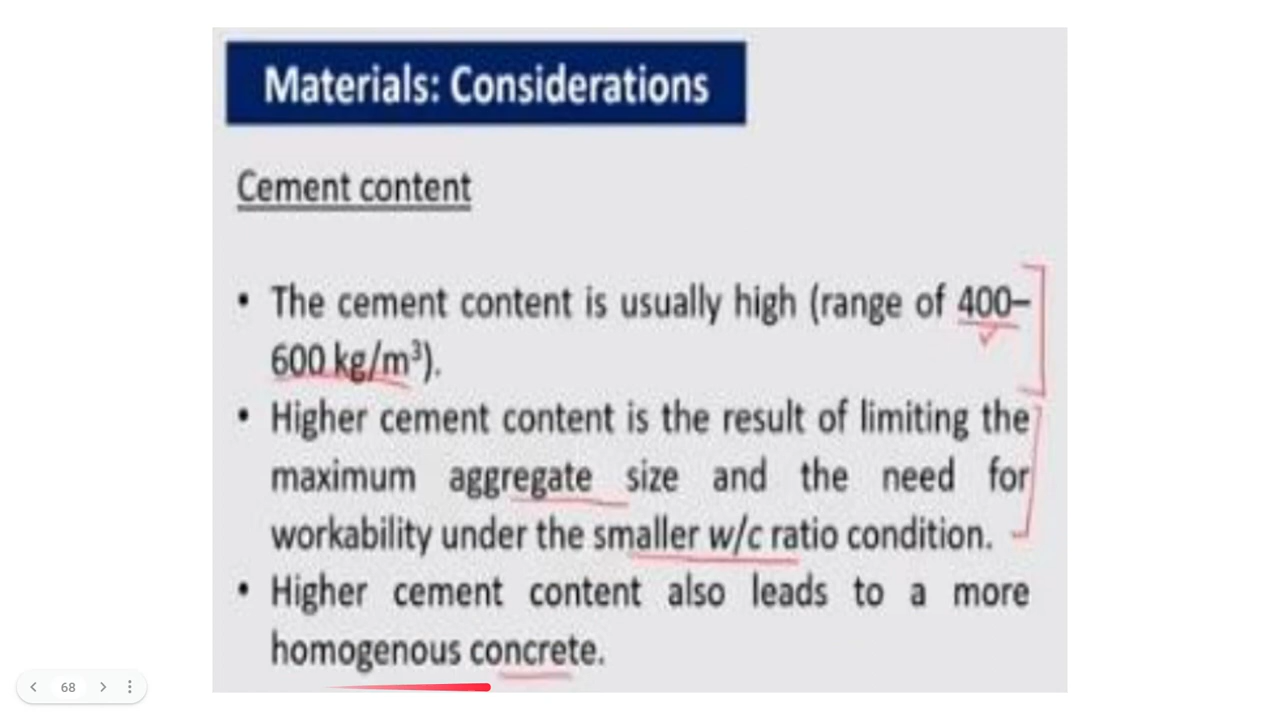 Materials: Considerations
Cement content
• The cement content is usually high (range of 400–
600 kg/m³).
• Higher cement content is the result of limiting the
maximum aggregate size and the need for
workability under the smaller w/c ratio condition.
• Higher cement content also leads to a more
homogenous concrete.
68